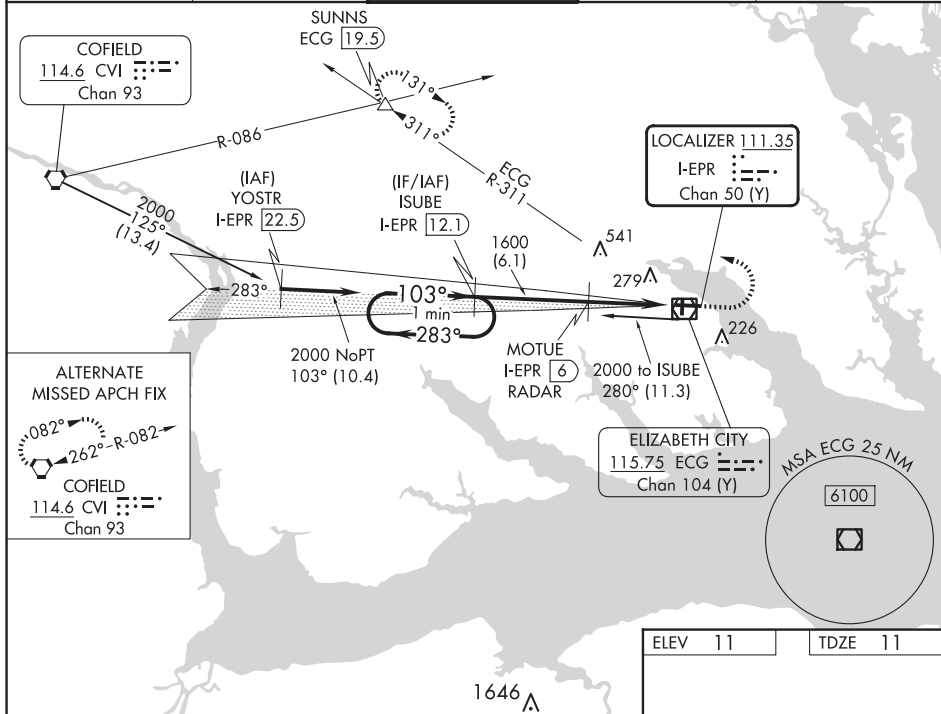 SUNNS
ECG 19.5
COFIELD
114.6 CVI
Chan 93
131°
311°
R-086
ECG
R-311
LOCALIZER 111.35
I-EPR
Chan 50 (Y)
(IAF)
YOSTR
I-EPR 22.5
(IF/IAF)
ISUBE
I-EPR 12.1
2000
125°
(13.4)
1600
(6.1)
541
279
283°
103°
1 min
283°
226
2000 NoPT
103° (10.4)
MOTUE
I-EPR 6
RADAR
2000 to ISUBE
280° (11.3)
ALTERNATE
MISSED APCH FIX
082°
262°
R-082
COFIELD
114.6 CVI
Chan 93
ELIZABETH CITY
115.75 ECG
Chan 104 (Y)
MSA ECG 25 NM
6100
ELEV 11
TDZE 11
1646